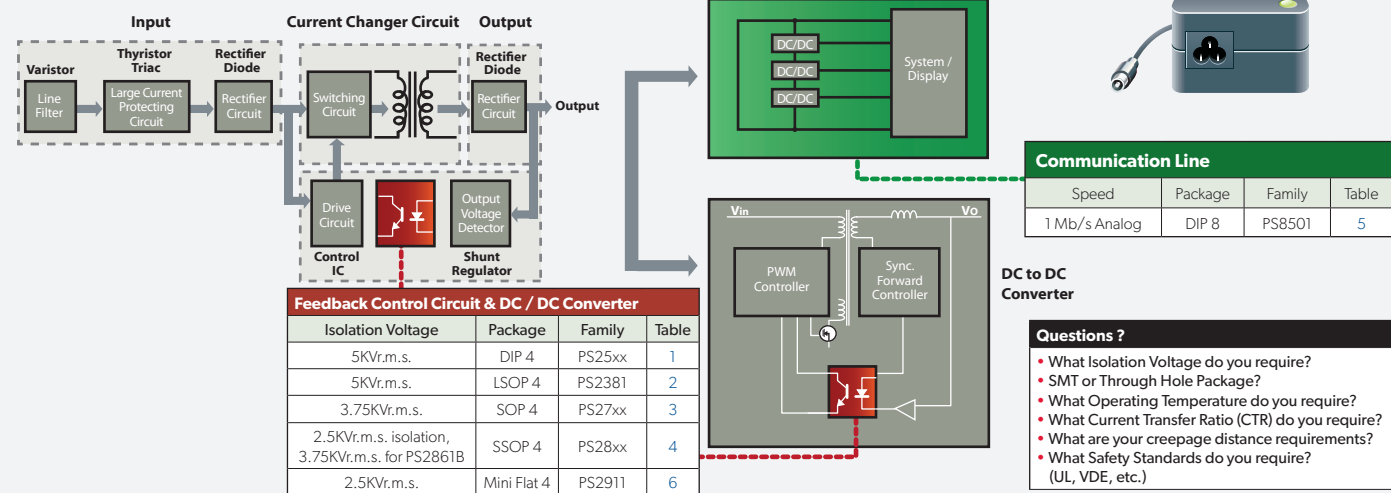 Input
Current Changer Circuit
Output
Varistor
Thyristor
Triac
Rectifier
Diode
Rectifier
Diode
Line
Filter
Large Current
Protecting
Circuit
Rectifier
Circuit
Switching
Circuit
Rectifier
Circuit
Output
Drive
Circuit
Output
Voltage
Detector
Control
IC
Shunt
Regulator
DC/DC
DC/DC
DC/DC
System /
Display
Communication Line
Speed Package Family Table
1 Mb/s Analog DIP 8 PS8501 5
Vin
Vo
PWM
Controller
Sync.
Forward
Controller
DC to DC
Converter
Feedback Control Circuit & DC / DC Converter
Isolation Voltage Package Family Table
5KVr.m.s. DIP 4 PS25xx 1
5KVr.m.s. LSOP 4 PS2381 2
3.75KVr.m.s. SOP 4 PS27xx 3
2.5KVr.m.s. isolation,
3.75KVr.m.s. for PS2861B SSOP 4 PS28xx 4
2.5KVr.m.s. Mini Flat 4 PS2911 6
Questions ?
• What Isolation Voltage do you require?
• SMT or Through Hole Package?
• What Operating Temperature do you require?
• What Current Transfer Ratio (CTR) do you require?
• What are your creepage distance requirements?
• What Safety Standards do you require?
(UL, VDE, etc.)